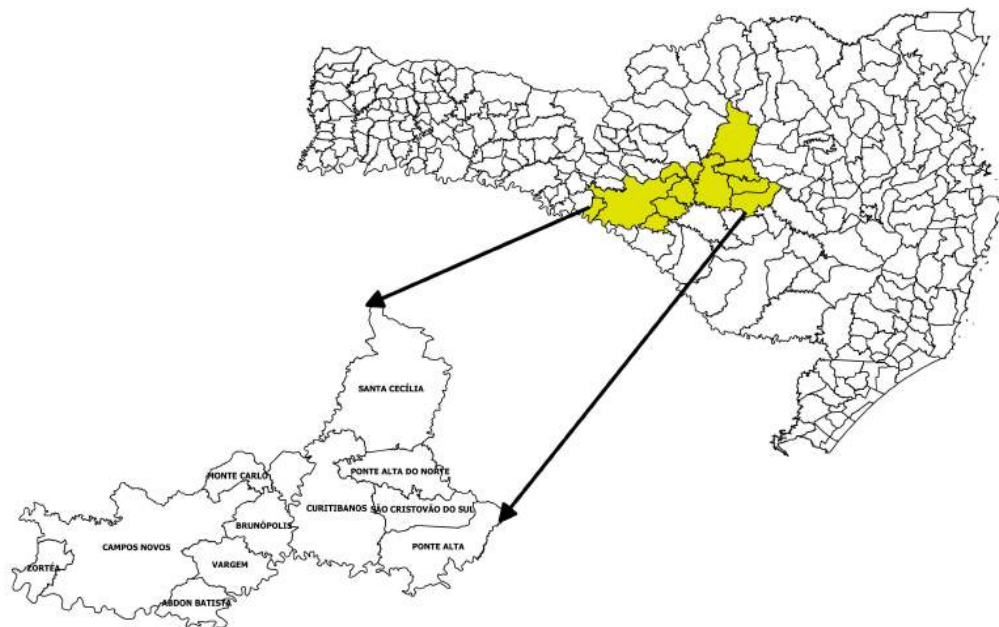 SANTA CECÍLIA
MONTE CARLO
PONTE ALTA DO NORTE
CURITIBANOS
SÃO CRISTOVÃO DO SUL
BRUNÓPOLIS
CAMPOS NOVOS
PONTE ALTA
ZORTÉA
VARGEM
ABDON BATISTA